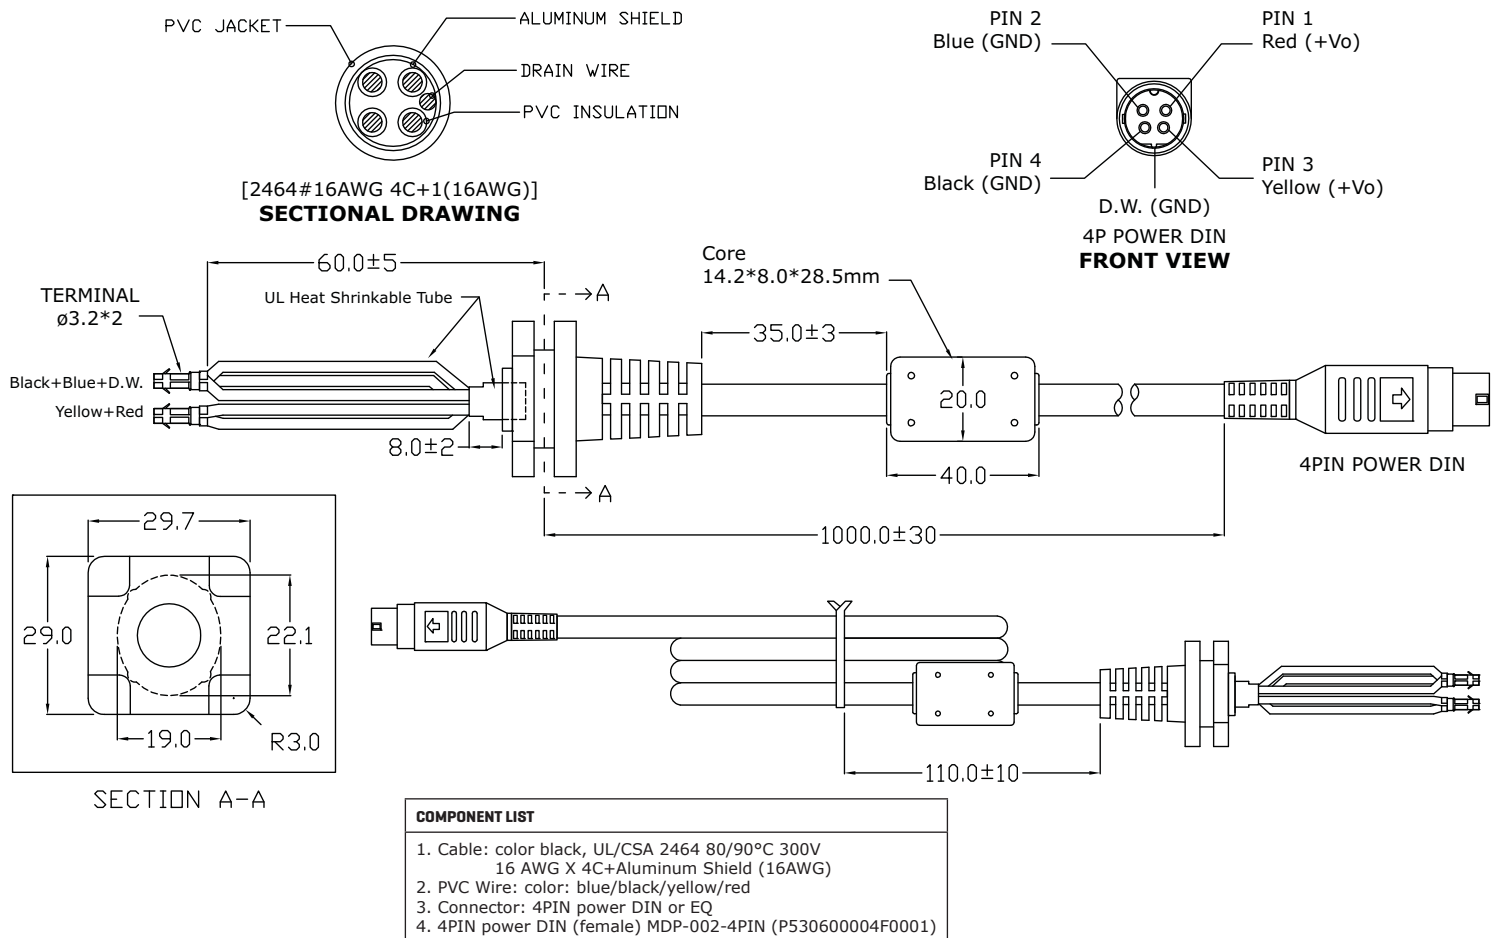 PVC JACKET
ALUMINUM SHIELD
DRAIN WIRE
PVC INSULATION
[2464#16AWG 4C+1(16AWG)]
SECTIONAL DRAWING
PIN 2
Blue (GND)
PIN 1
Red (+Vo)
PIN 4
Black (GND)
PIN 3
Yellow (+Vo)
D.W. (GND)
4P POWER DIN
FRONT VIEW
60.0±5
TERMINAL
ø3.2*2
UL Heat Shrinkable Tube
A
Core
14.2*8.0*28.5mm
35.0±3
Black+Blue+D.W.
Yellow+Red
20.0
8.0±2
40.0
4PIN POWER DIN
A
1000.0±30
29.7
29.0
22.1
19.0
R3.0
SECTION A-A
110.0±10
COMPONENT LIST
1. Cable: color black, UL/CSA 2464 80/90°C 300V
16 AWG X 4C+Aluminum Shield (16AWG)
2. PVC Wire: color: blue/black/yellow/red
3. Connector: 4PIN power DIN or EQ
4. 4PIN power DIN (female) MDP-002-4PIN (P530600004F0001)